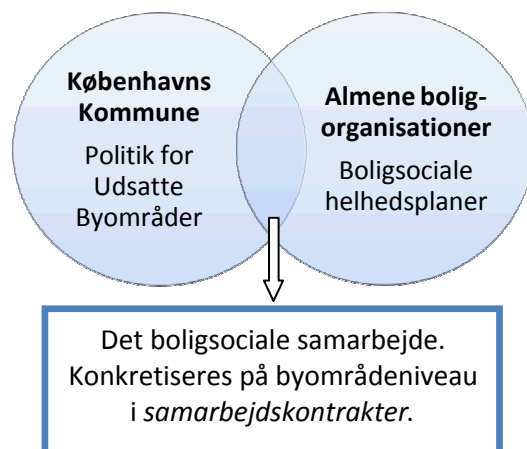 Københavns
Kommune
Politik for
Udsatte
Byområder
Almene bolig-
organisationer
Boligsociale
helhedsplaner
Det boligsociale samarbejde.
Konkretiseres på byområdeniveau
i samarbejdskontrakter.